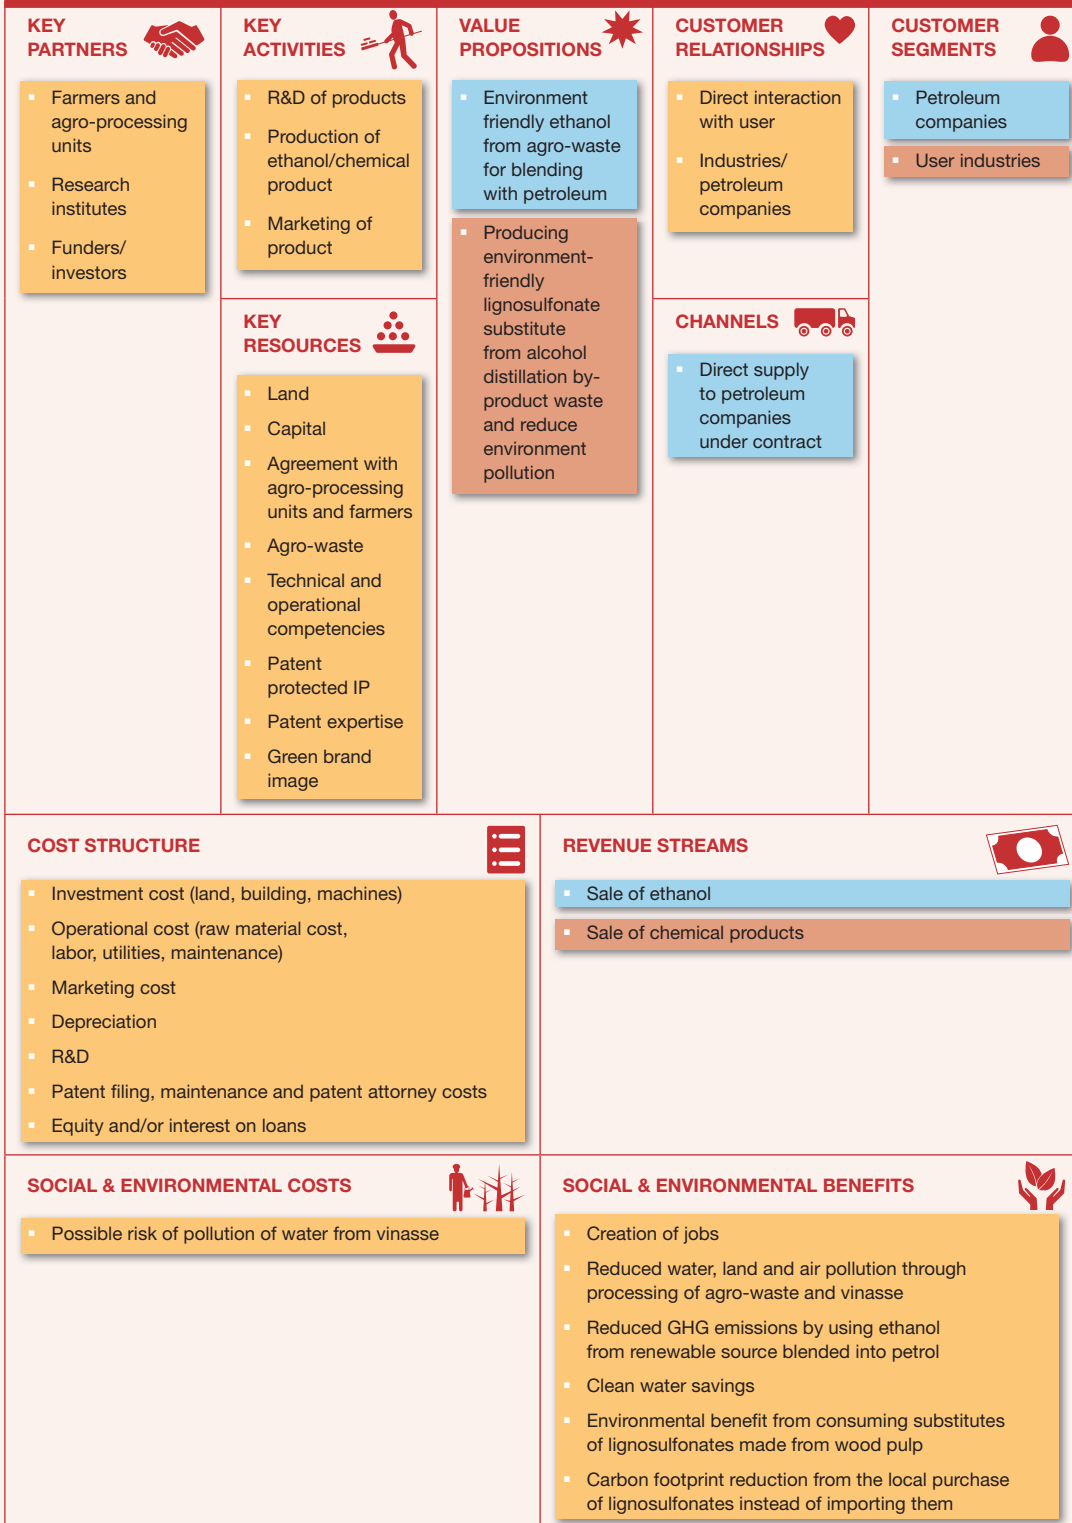 KEY
PARTNERS
Farmers and
agro-processing
units
Research
institutes
Funders/
investors
KEY
ACTIVITIES
R&D of products
Production of
ethanol/chemical
product
Marketing of
product
KEY
RESOURCES
Land
Capital
Agreement with
agro-processing
units and farmers
Agro-waste
Technical and
operational
competencies
Patent
protected IP
Patent expertise
Green brand
image
VALUE
PROPOSITIONS
Environment
friendly ethanol
from agro-waste
for blending
with petroleum
Producing
environment-
friendly
lignosulfonate
substitute
from alcohol
distillation by-
product waste
and reduce
environment
pollution
CUSTOMER
RELATIONSHIPS
Direct interaction
with user
Industries/
petroleum
companies
CHANNELS
Direct supply
to petroleum
companies
under contract
CUSTOMER
SEGMENTS
Petroleum
companies
User industries
COST STRUCTURE
Investment cost (land, building, machines)
Operational cost (raw material cost,
labor, utilities, maintenance)
Marketing cost
Depreciation
R&D
Patent filing, maintenance and patent attorney costs
Equity and/or interest on loans
REVENUE STREAMS
Sale of ethanol
Sale of chemical products
SOCIAL & ENVIRONMENTAL COSTS
Possible risk of pollution of water from vinasse
SOCIAL & ENVIRONMENTAL BENEFITS
Creation of jobs
Reduced water, land and air pollution through
processing of agro-waste and vinasse
Reduced GHG emissions by using ethanol
from renewable source blended into petrol
Clean water savings
Environmental benefit from consuming substitutes
of lignosulfonates made from wood pulp
Carbon footprint reduction from the local purchase
of lignosulfonates instead of importing them